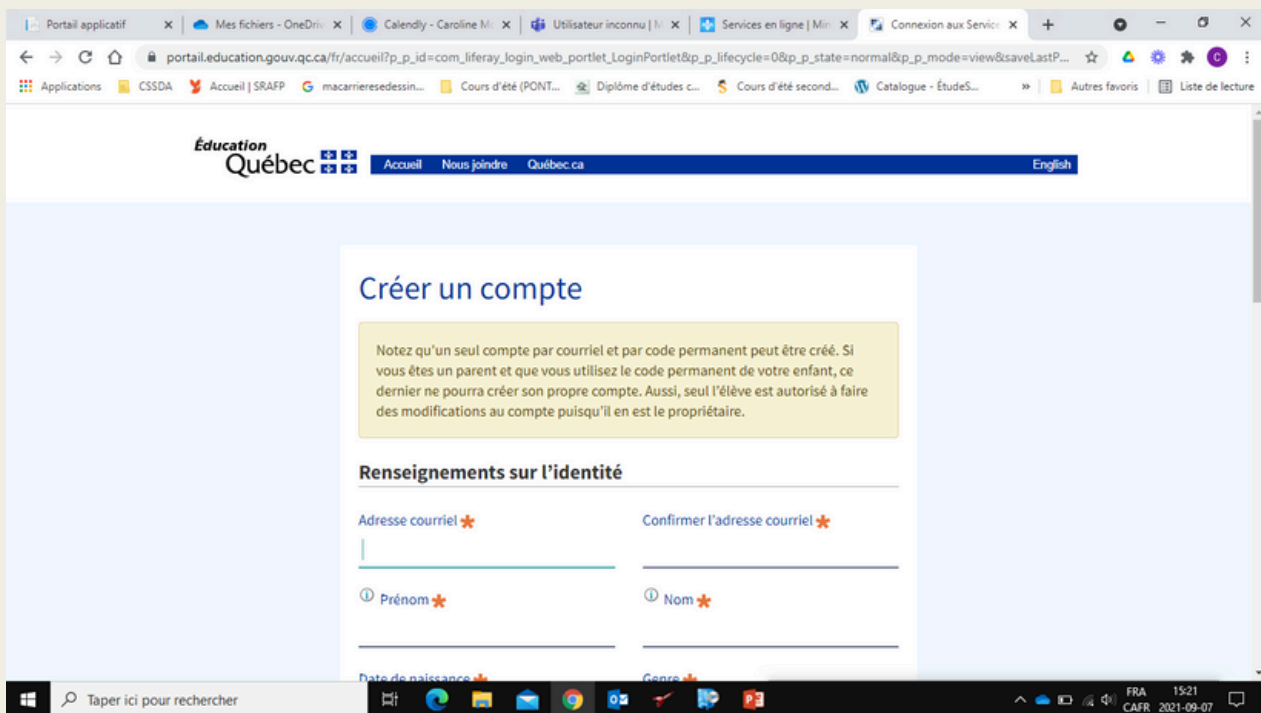 Portail applicatif
Mes fichiers - OneDriv
Calendly - Caroline Mc
Utilisateur inconnu | M
Services en ligne | Min
Connexion aux Service
portail.education.gouv.qc.ca/fr/accueil?p_p_id=com_liferay_login_web_portlet_LoginPortlet&p_p_lifecycle=0&p_p_state=normal&p_p_mode=view&saveLastP...
C
Applications
CSSDA
Accueil | SRAFP
macarrieresedessin...
Cours d'été (PONT...
Diplôme d'études c...
Cours d'été second...
Catalogue - ÉtudeS...
»
Autres favoris
Liste de lecture
Éducation
Québec
Accueil
Nous joindre
Québec.ca
English
Créer un compte
Notez qu'un seul compte par courriel et par code permanent peut être créé. Si
vous êtes un parent et que vous utilisez le code permanent de votre enfant, ce
dernier ne pourra créer son propre compte. Aussi, seul l'élève est autorisé à faire
des modifications au compte puisqu'il en est le propriétaire.
Renseignements sur l'identité
Adresse courriel *
Confirmer l'adresse courriel *
Prénom *
Nom *
Date de naissance *
Genre *
Taper ici pour rechercher
FRA
CAFR
15:21
2021-09-07